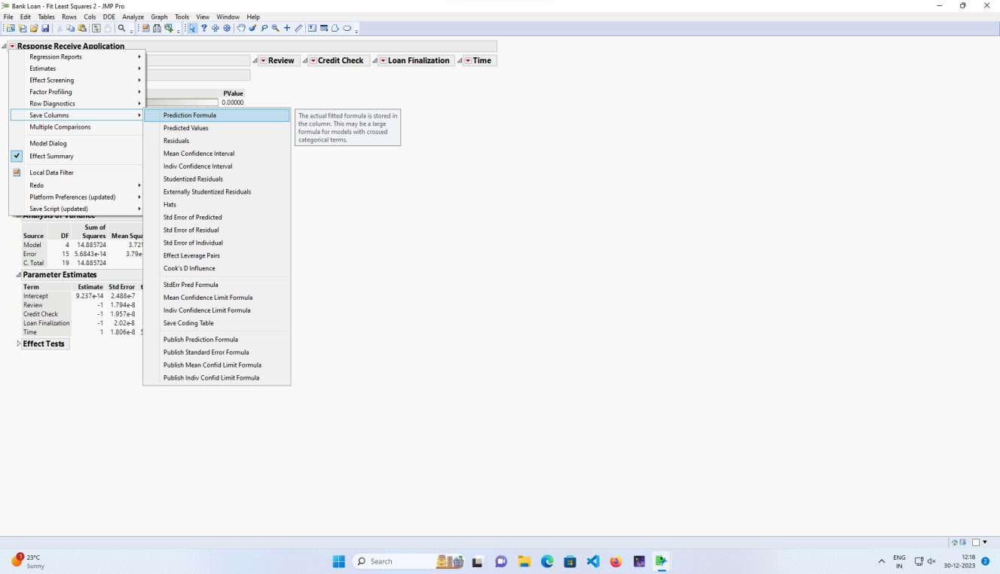 Bank Loan - Fit Least Squares 2 - JMP Pro
File Edit Tables Rows Cols DOE Analyze Graph Tools View Window Help
Response Receive Application
Review Credit Check Loan Finalization Time
PValue
0.00000
Regression Reports
Estimates
Effect Screening
Factor Profiling
Row Diagnostics
Save Columns
Multiple Comparisons
Model Dialog
Effect Summary
Local Data Filter
Redo
Platform Preferences (updated)
Save Script (updated)
Prediction Formula
Predicted Values
Residuals
Mean Confidence Interval
Indiv Confidence Interval
Studentized Residuals
Externally Studentized Residuals
Hats
Std Error of Predicted
Std Error of Residual
Std Error of Individual
Effect Leverage Pairs
Cook's D Influence
StdErr Pred Formula
Mean Confidence Limit Formula
Indiv Confidence Limit Formula
Save Coding Table
Publish Prediction Formula
Publish Standard Error Formula
Publish Mean Confid Limit Formula
Publish Indiv Confid Limit Formula
The actual fitted formula is stored in
the column. This may be a large
formula for models with crossed
categorical terms.
Analysis of Variance
Sum of
Source DF Squares Mean Squa
Model 4 14.885724 3.721
Error 15 5.6843e-14 3.79e-
C. Total 19 14.885724
Parameter Estimates
Term Estimate Std Error t
Intercept 9.237e-14 2.488e-7
Review -1 1.794e-8
Credit Check -1 1.957e-8
Loan Finalization -1 2.02e-8
Time 1 1.806e-8 5
Effect Tests
1
23°C
Sunny
Search
ENG
IN
12:18
30-12-2023
2